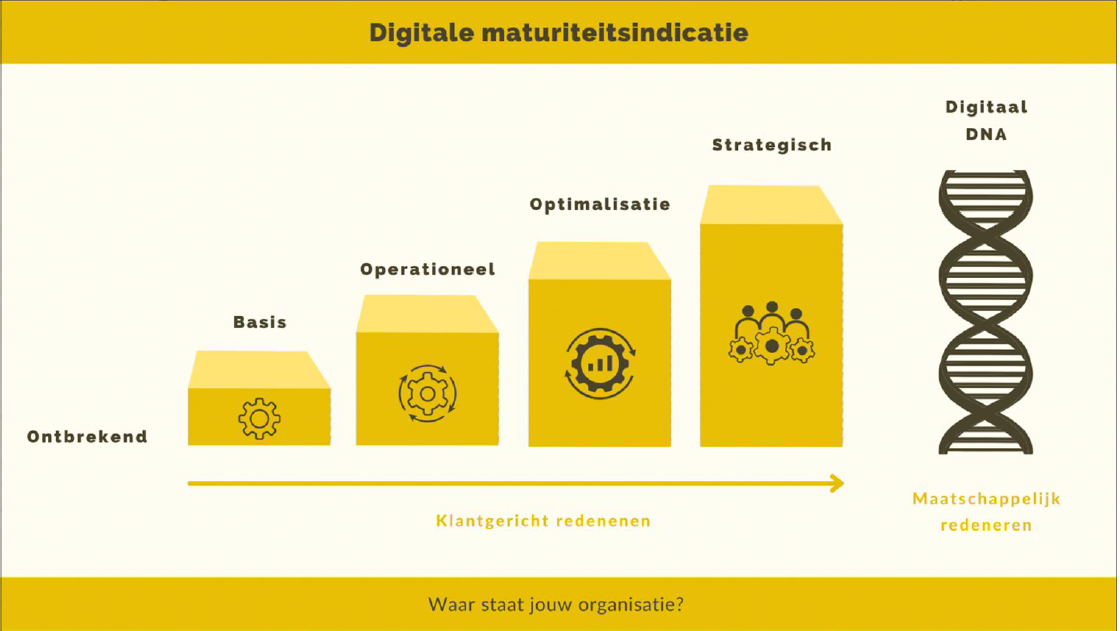 Digitale maturiteitsindicatie
Digitaal
DNA
Strategisch
Optimalisatie
Operationeel
Basis
Ontbrekend
Klantgericht redenenen
Maatschappelijk
redeneren
Waar staat jouw organisatie?